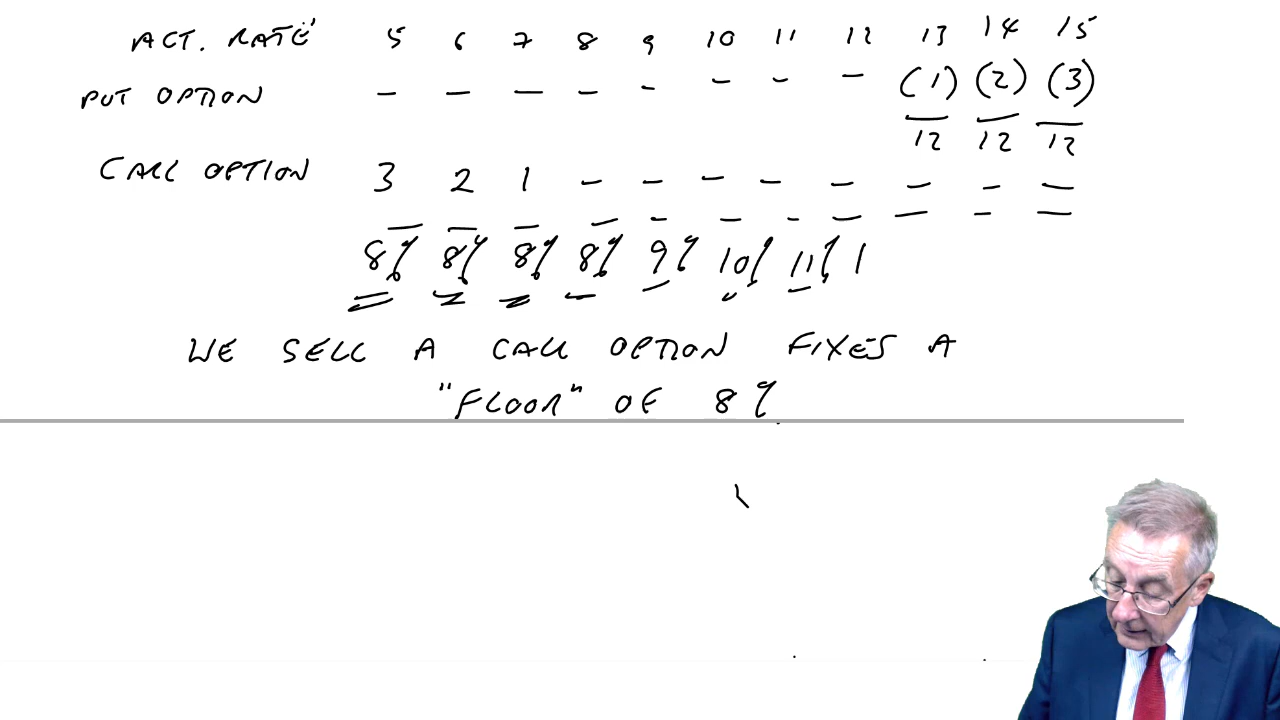 ACT. RATE 5 6 7 8 9 10 11 12 13 14 15
PUT OPTION - - - - - - - - (1) (2) (3)
12 12 12
CALL OPTION 3 2 1 - - - - - - - -
8% 8% 8% 8% 9% 10% 11% 1
WE SELL A CALL OPTION FIXES A
"FLOOR" OF 8%